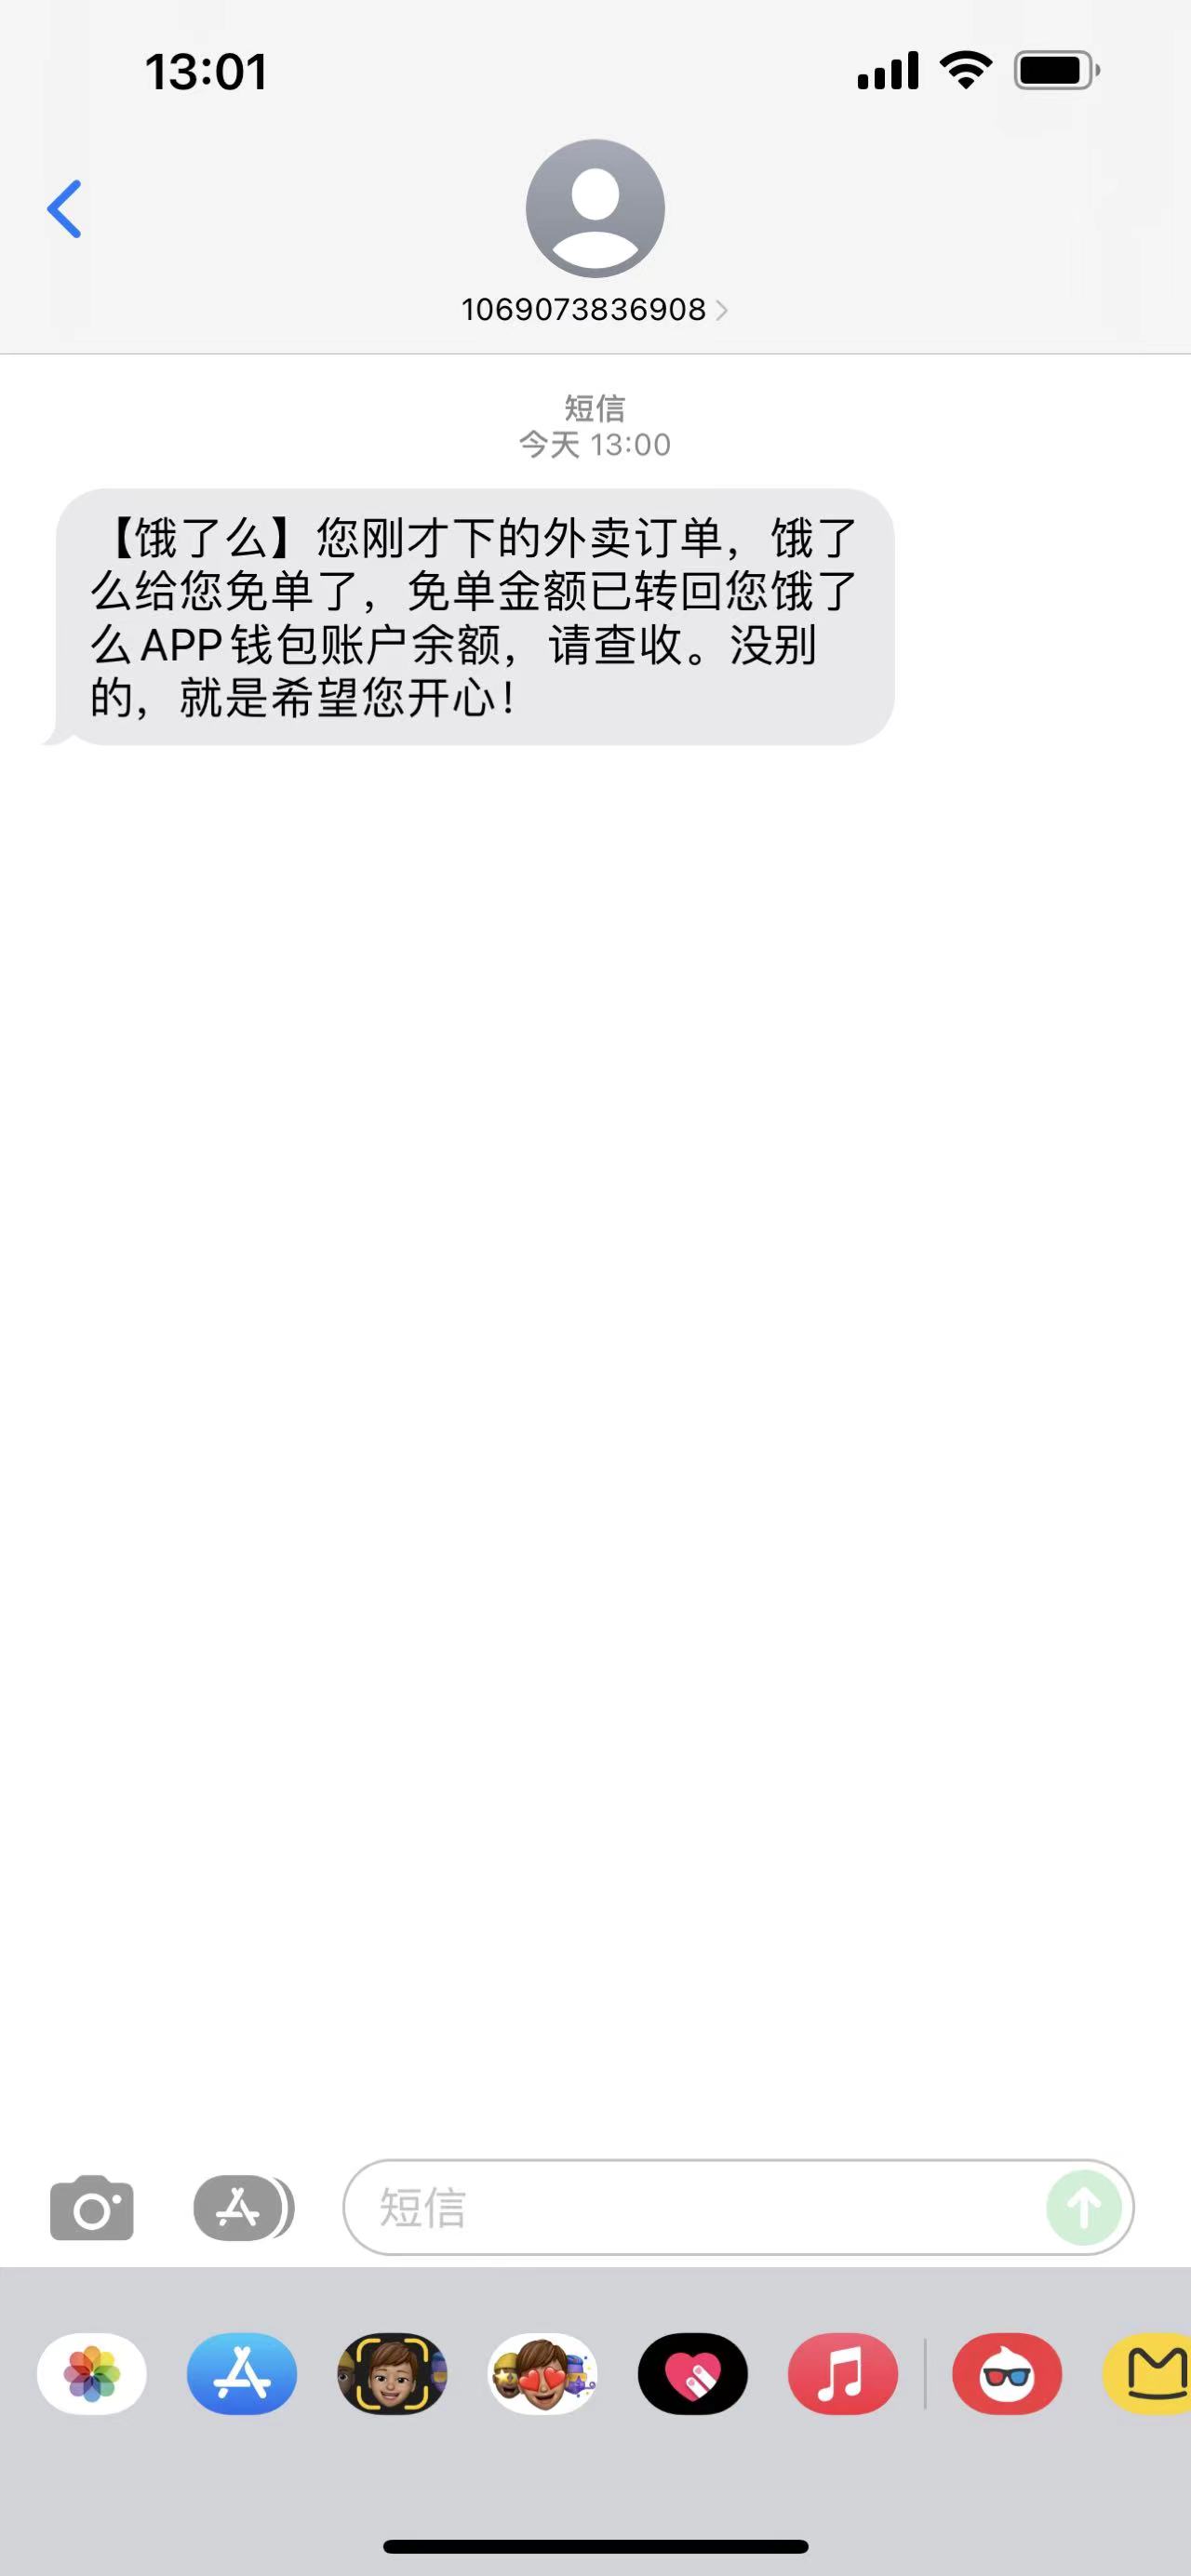 13:01
1069073836908
短信
今天 13:00
【饿了么】您刚才下的外卖订单，饿了
么给您免单了，免单金额已转回您饿了
么APP钱包账户余额，请查收。没别
的，就是希望您开心！
短信